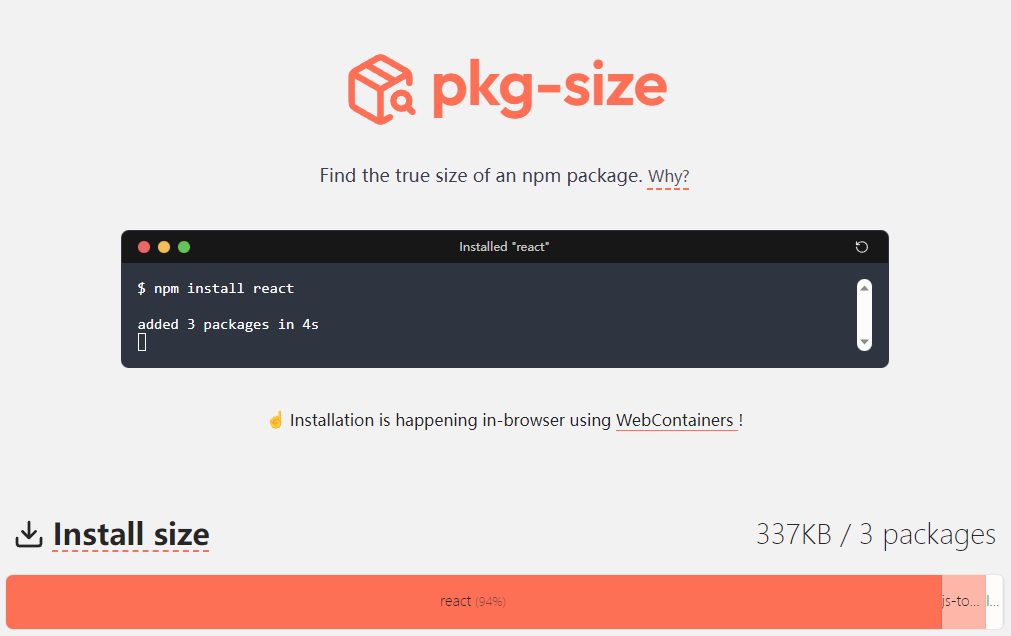 pkg-size
Find the true size of an npm package. Why?
Installed "react"
$ npm install react
added 3 packages in 4s
☝ Installation is happening in-browser using WebContainers !
Install size
337KB / 3 packages
react (94%)
js-to...
l...